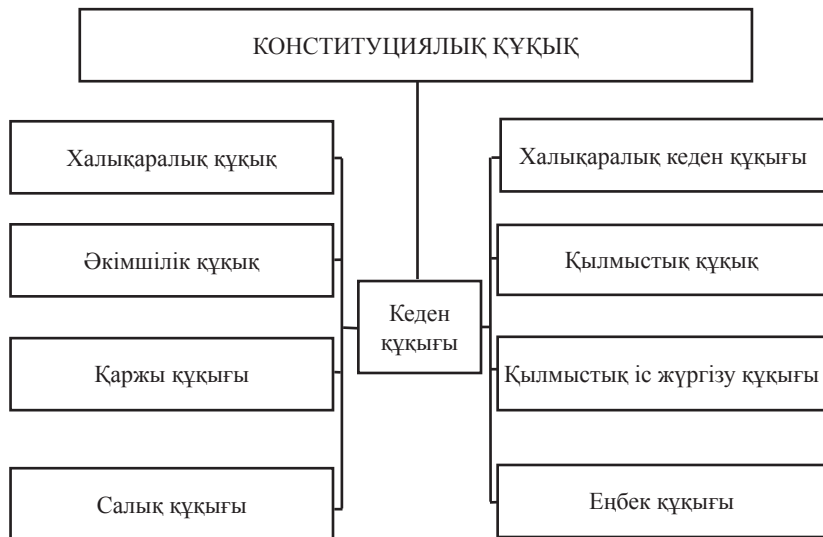 КОНСТИТУЦИЯЛЫҚ ҚҰҚЫҚ
Халықаралық құқық
Әкімшілік құқық
Қаржы құқығы
Салық құқығы
Кеден
құқығы
Халықаралық кеден құқығы
Қылмыстық құқық
Қылмыстық іс жүргізу құқығы
Еңбек құқығы